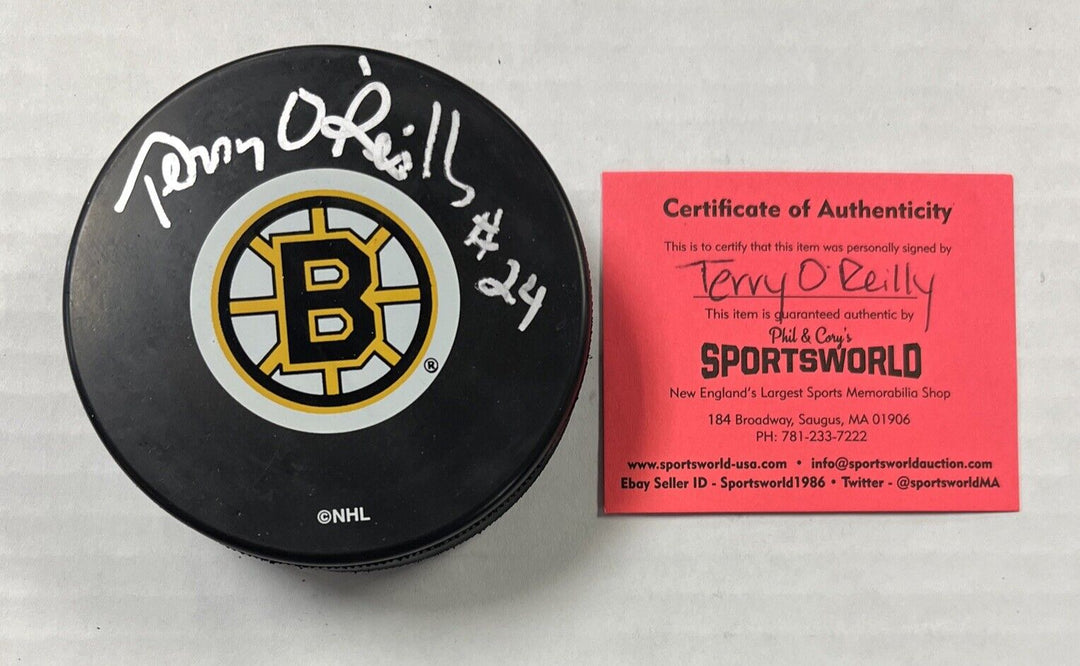 Terry O'Reilly
#24
B
®
©NHL
Certificate of Authenticity
This is to certify that this item was personally signed by
Terry O'Reilly
This item is guaranteed authentic by
Phil & Cory's
SPORTSWORLD
New England's Largest Sports Memorabilia Shop
184 Broadway, Saugus, MA 01906
PH: 781-233-7222
www.sportsworld-usa.com • info@sportsworldauction.com
Ebay Seller ID - Sportsworld1986 • Twitter - @sportsworldMA